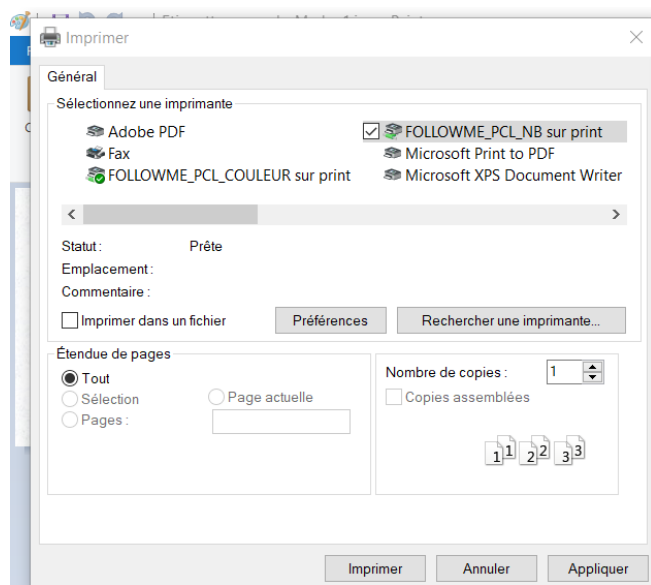 Imprimer
Général
Sélectionnez une imprimante
Adobe PDF
FOLLOWME_PCL_NB sur print
Fax
Microsoft Print to PDF
FOLLOWME_PCL_COULEUR sur print
Microsoft XPS Document Writer
Statut : Prête
Emplacement :
Commentaire :
Imprimer dans un fichier
Préférences
Rechercher une imprimante...
Étendue de pages
Tout
Sélection
Page actuelle
Pages :
Nombre de copies : 1
Copies assemblées
1 1 2 2 3 3
Imprimer
Annuler
Appliquer